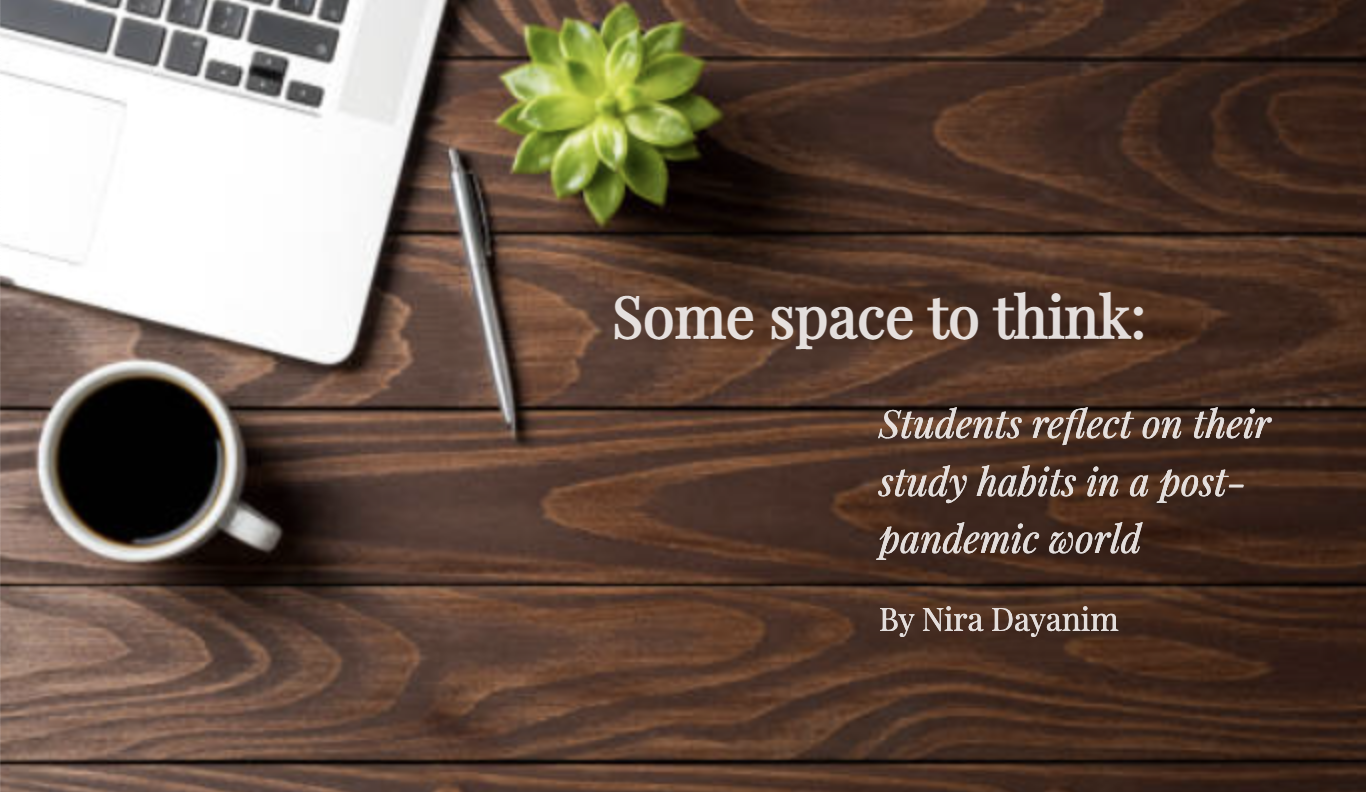 Some space to think:
Students reflect on their
study habits in a post-
pandemic world
By Nira Dayanim